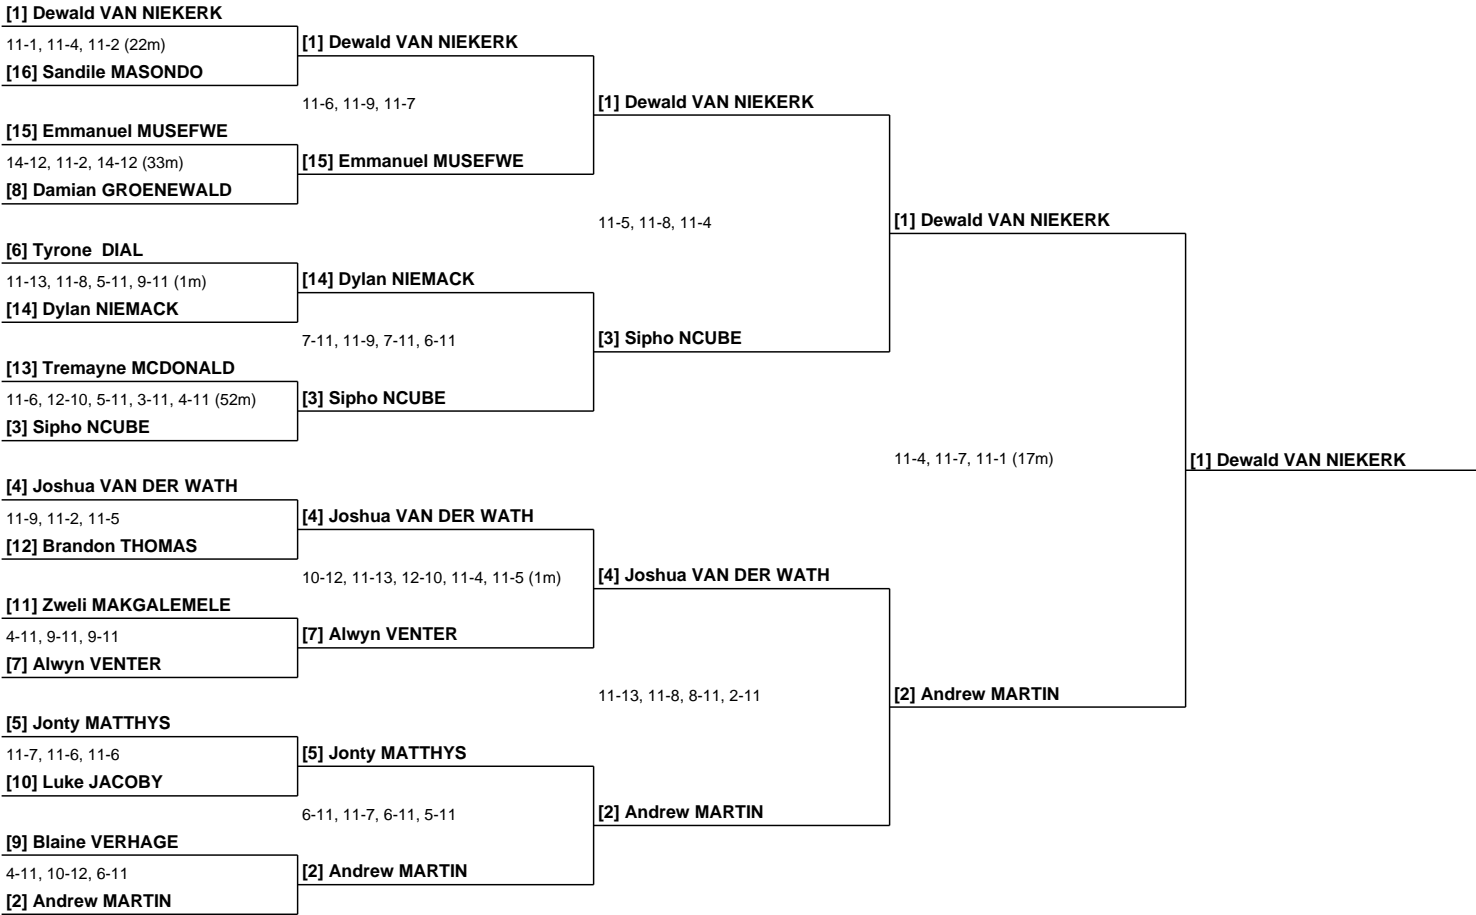 [1] Dewald VAN NIEKERK
11-1, 11-4, 11-2 (22m)
[16] Sandile MASONDO
[15] Emmanuel MUSEFWE
14-12, 11-2, 14-12 (33m)
[8] Damian GROENEWALD
[6] Tyrone  DIAL
11-13, 11-8, 5-11, 9-11 (1m)
[14] Dylan NIEMACK
[13] Tremayne MCDONALD
11-6, 12-10, 5-11, 3-11, 4-11 (52m)
[3] Sipho NCUBE
[4] Joshua VAN DER WATH
11-9, 11-2, 11-5
[12] Brandon THOMAS
[11] Zweli MAKGALEMELE
4-11, 9-11, 9-11
[7] Alwyn VENTER
[5] Jonty MATTHYS
11-7, 11-6, 11-6
[10] Luke JACOBY
[9] Blaine VERHAGE
4-11, 10-12, 6-11
[2] Andrew MARTIN
[1] Dewald VAN NIEKERK
11-6, 11-9, 11-7
[15] Emmanuel MUSEFWE
[14] Dylan NIEMACK
7-11, 11-9, 7-11, 6-11
[3] Sipho NCUBE
[4] Joshua VAN DER WATH
10-12, 11-13, 12-10, 11-4, 11-5 (1m)
[7] Alwyn VENTER
[5] Jonty MATTHYS
6-11, 11-7, 6-11, 5-11
[2] Andrew MARTIN
[1] Dewald VAN NIEKERK
11-5, 11-8, 11-4
[3] Sipho NCUBE
[4] Joshua VAN DER WATH
11-13, 11-8, 8-11, 2-11
[2] Andrew MARTIN
[1] Dewald VAN NIEKERK
11-4, 11-7, 11-1 (17m)
[2] Andrew MARTIN
[1] Dewald VAN NIEKERK